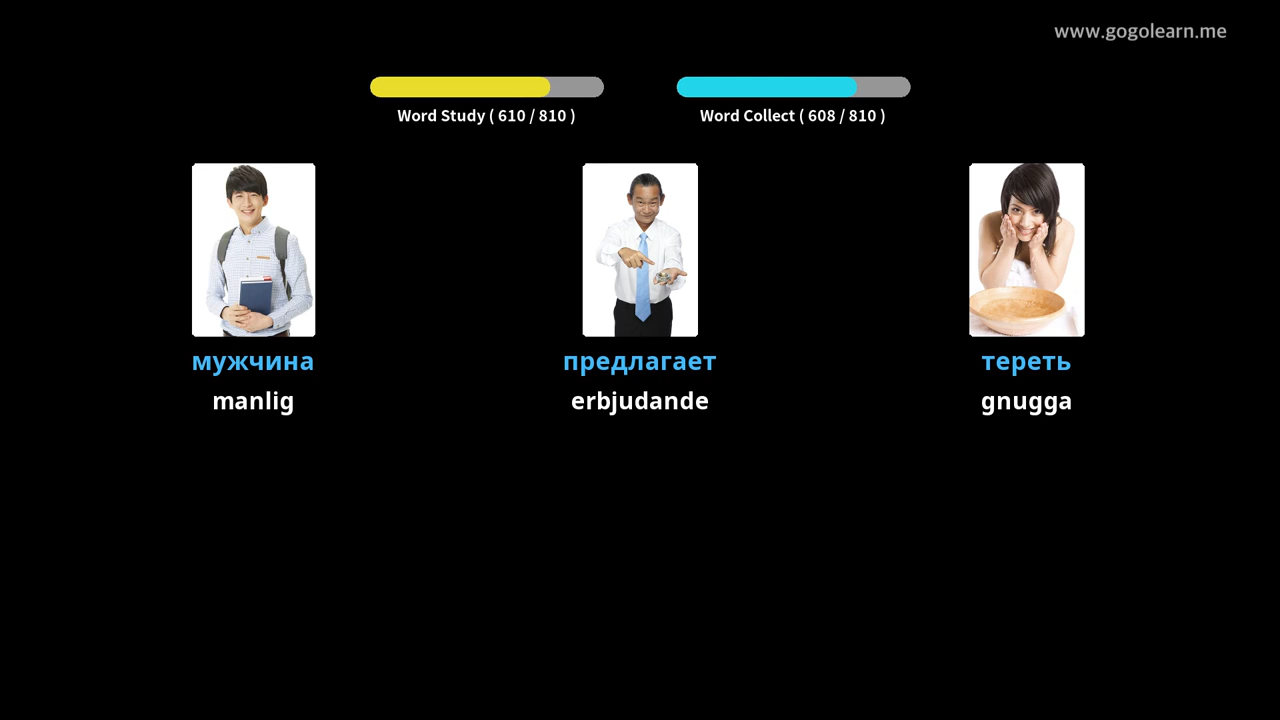 www.gogolearn.me
Word Study ( 610 / 810 )
Word Collect ( 608 / 810 )
мужчина
предлагает
тереть
manlig
erbjudande
gnugga